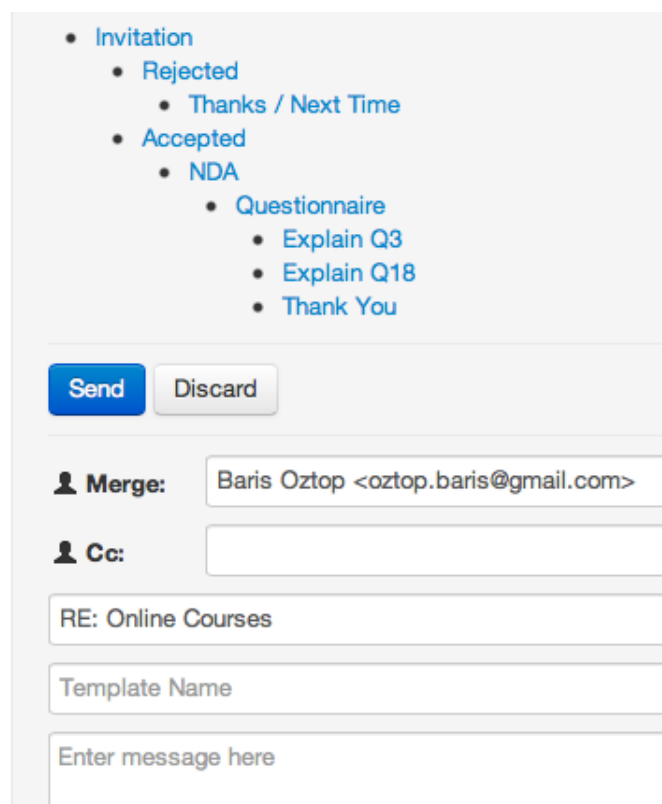 Invitation
Rejected
Thanks / Next Time
Accepted
NDA
Questionnaire
Explain Q3
Explain Q18
Thank You
Send Discard
Merge: Baris Oztop <oztop.baris@gmail.com>
Cc:
RE: Online Courses
Template Name
Enter message here